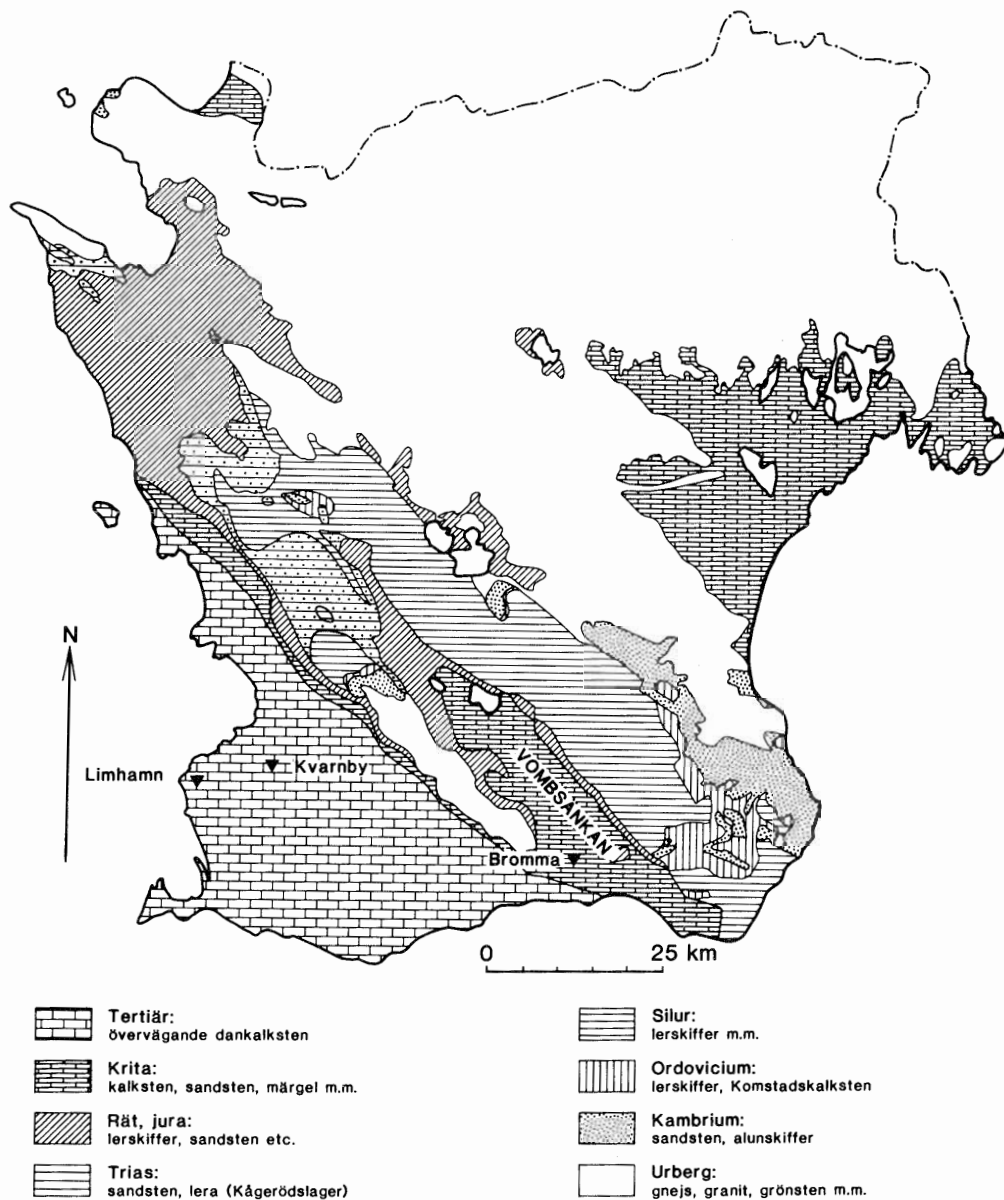 N
Limhamn
Kvarnby
VOMBSÄNKAN
Bromma
0 25 km
Tertiär:
övervägande dankalksten
Krita:
kalksten, sandsten, märgel m.m.
Rät, jura:
lerskiffer, sandsten etc.
Trias:
sandsten, lera (Kågerödslager)
Silur:
lerskiffer m.m.
Ordovicium:
lerskiffer, Komstadskalksten
Kambrium:
sandsten, alunskiffer
Urberg:
gnejs, granit, grönsten m.m.